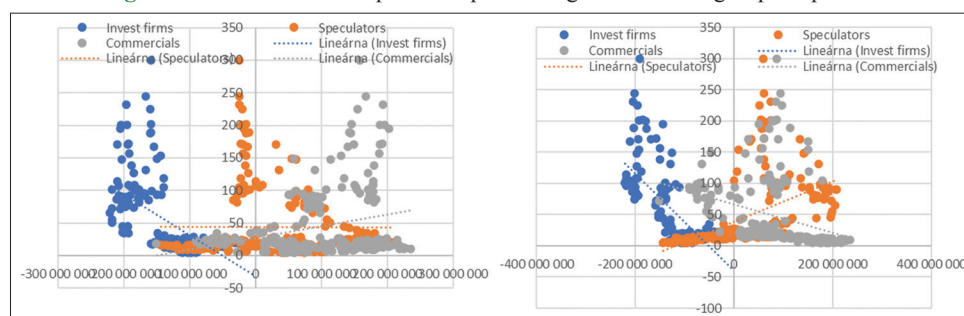 350
Invest firms
Speculators
Commercials
300
Lineárna (Invest firms)
Lineárna (Speculators)
Lineárna (Commercials)
250
200
150
100
50
0
-50
-300 000 000
-200 000 000
-100 000 000
0
100 000 000
200 000 000
300 000 000
350
Invest firms
Speculators
Commercials
300
Lineárna (Invest firms)
Lineárna (Speculators)
Lineárna (Commercials)
250
200
150
100
50
0
-50
-100
-400 000 000
-200 000 000
0
200 000 000
400 000 000